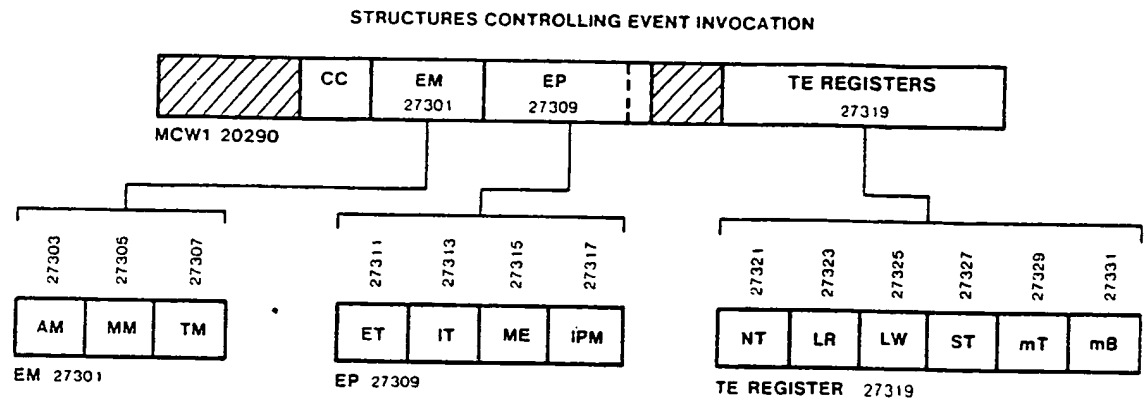 STRUCTURES CONTROLLING EVENT INVOCATION
CC EM EP TE REGISTERS
27301 27309 27319
MCW1 20290
27303 27305 27307 27311 27313 27315 27317 27321 27323 27325 27327 27329 27331
AM MM TM ET IT ME IPM NT LR LW ST mT mB
EM 27301 EP 27309 TE REGISTER 27319